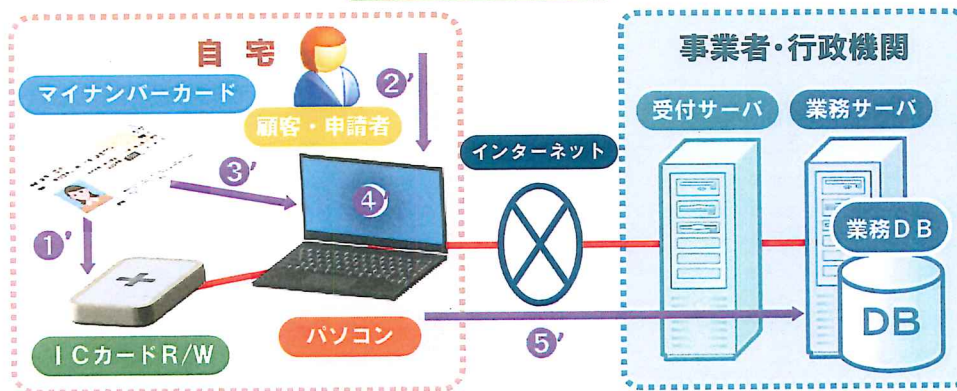 自 宅
事業者・行政機関
②’
マイナンバーカード
顧客・申請者
受付サーバ
業務サーバ
インターネット
③’
④’
①’
業務DB
DB
パソコン
⑤’
ICカードR/W